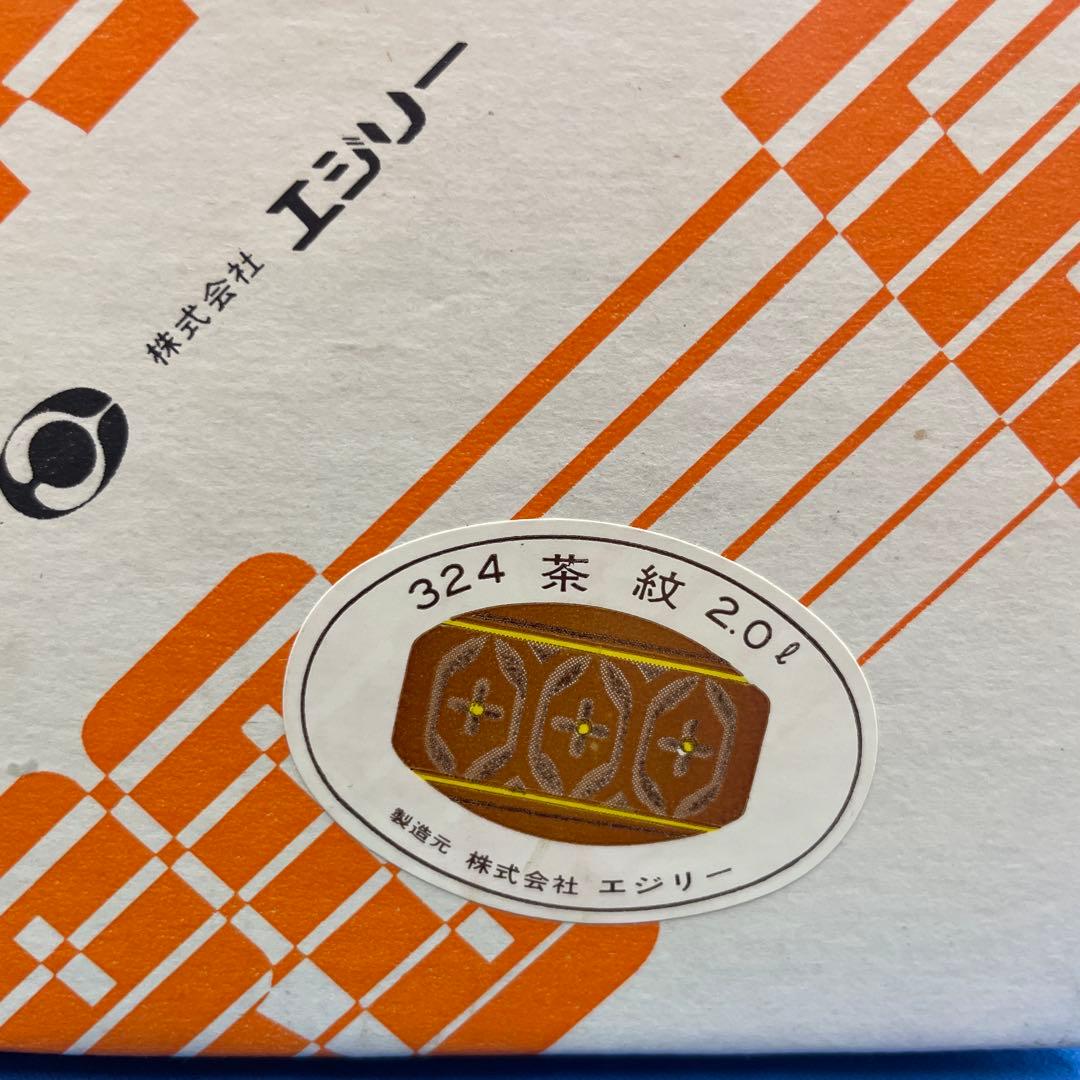 株式会社 エジリー
324 茶紋 2.0ℓ
製造元 株式会社 エジリー